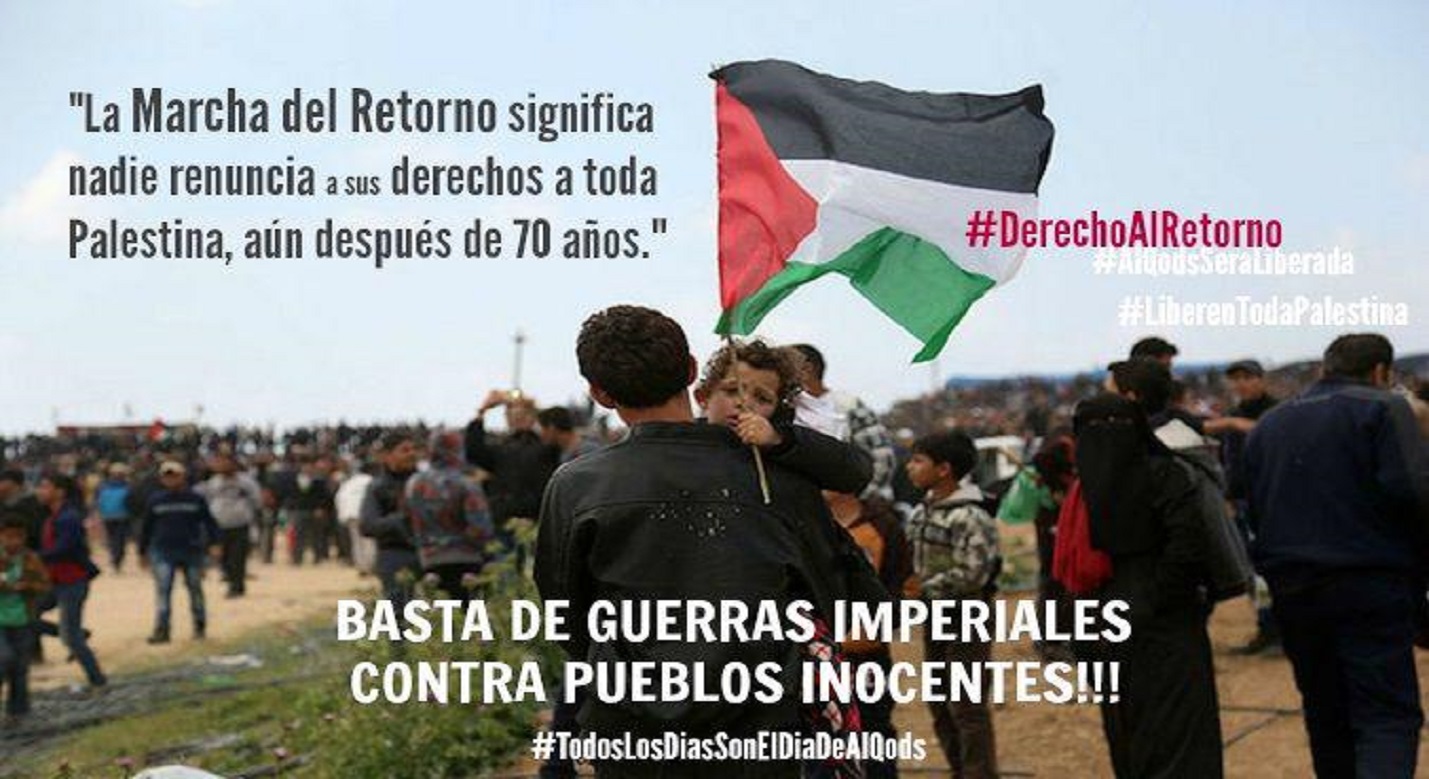 "La Marcha del Retorno significa
nadie renuncia a sus derechos a toda
Palestina, aún después de 70 años."
#DerechoAlRetorno
#AlQodsSeraLiberada
#LiberenTodaPalestina
BASTA DE GUERRAS IMPERIALES
CONTRA PUEBLOS INOCENTES!!!
#TodosLosDiasSonElDiaDeAlQods